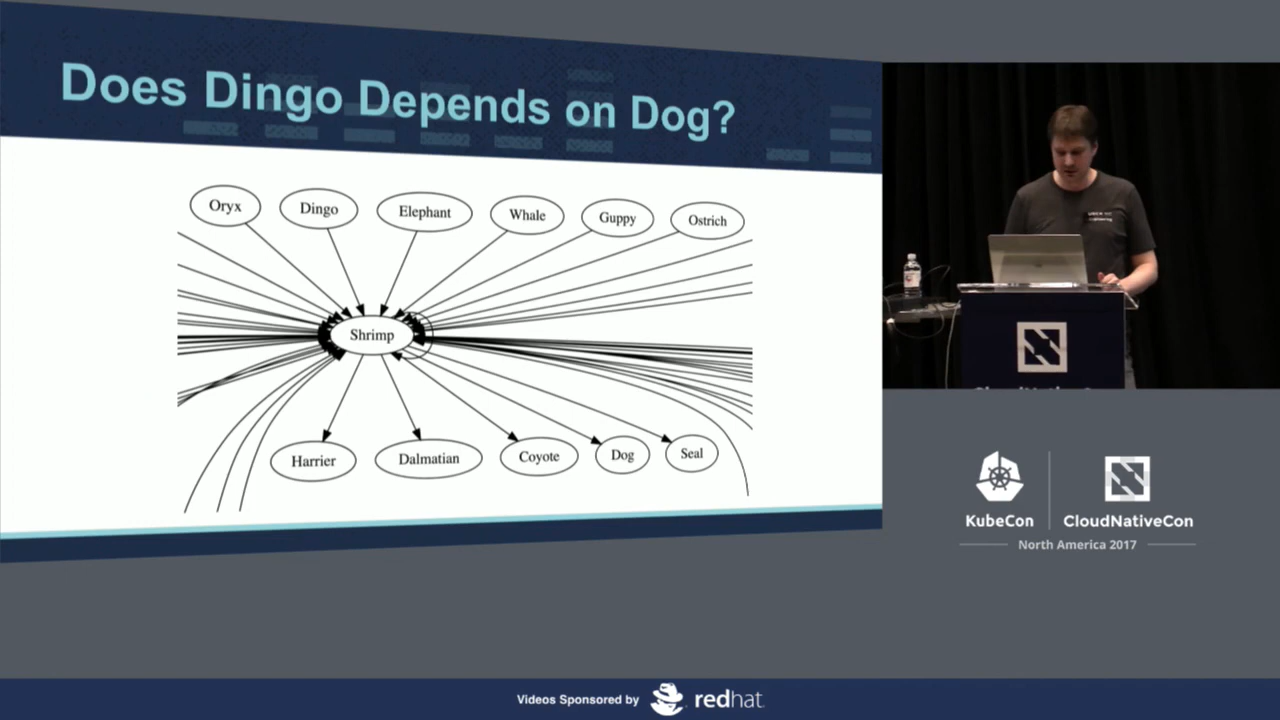 Does Dingo Depends on Dog?
Oryx
Dingo
Elephant
Whale
Guppy
Ostrich
Shrimp
Harrier
Dalmatian
Coyote
Dog
Seal
KubeCon
CloudNativeCon
North America 2017
Videos Sponsored by
redhat